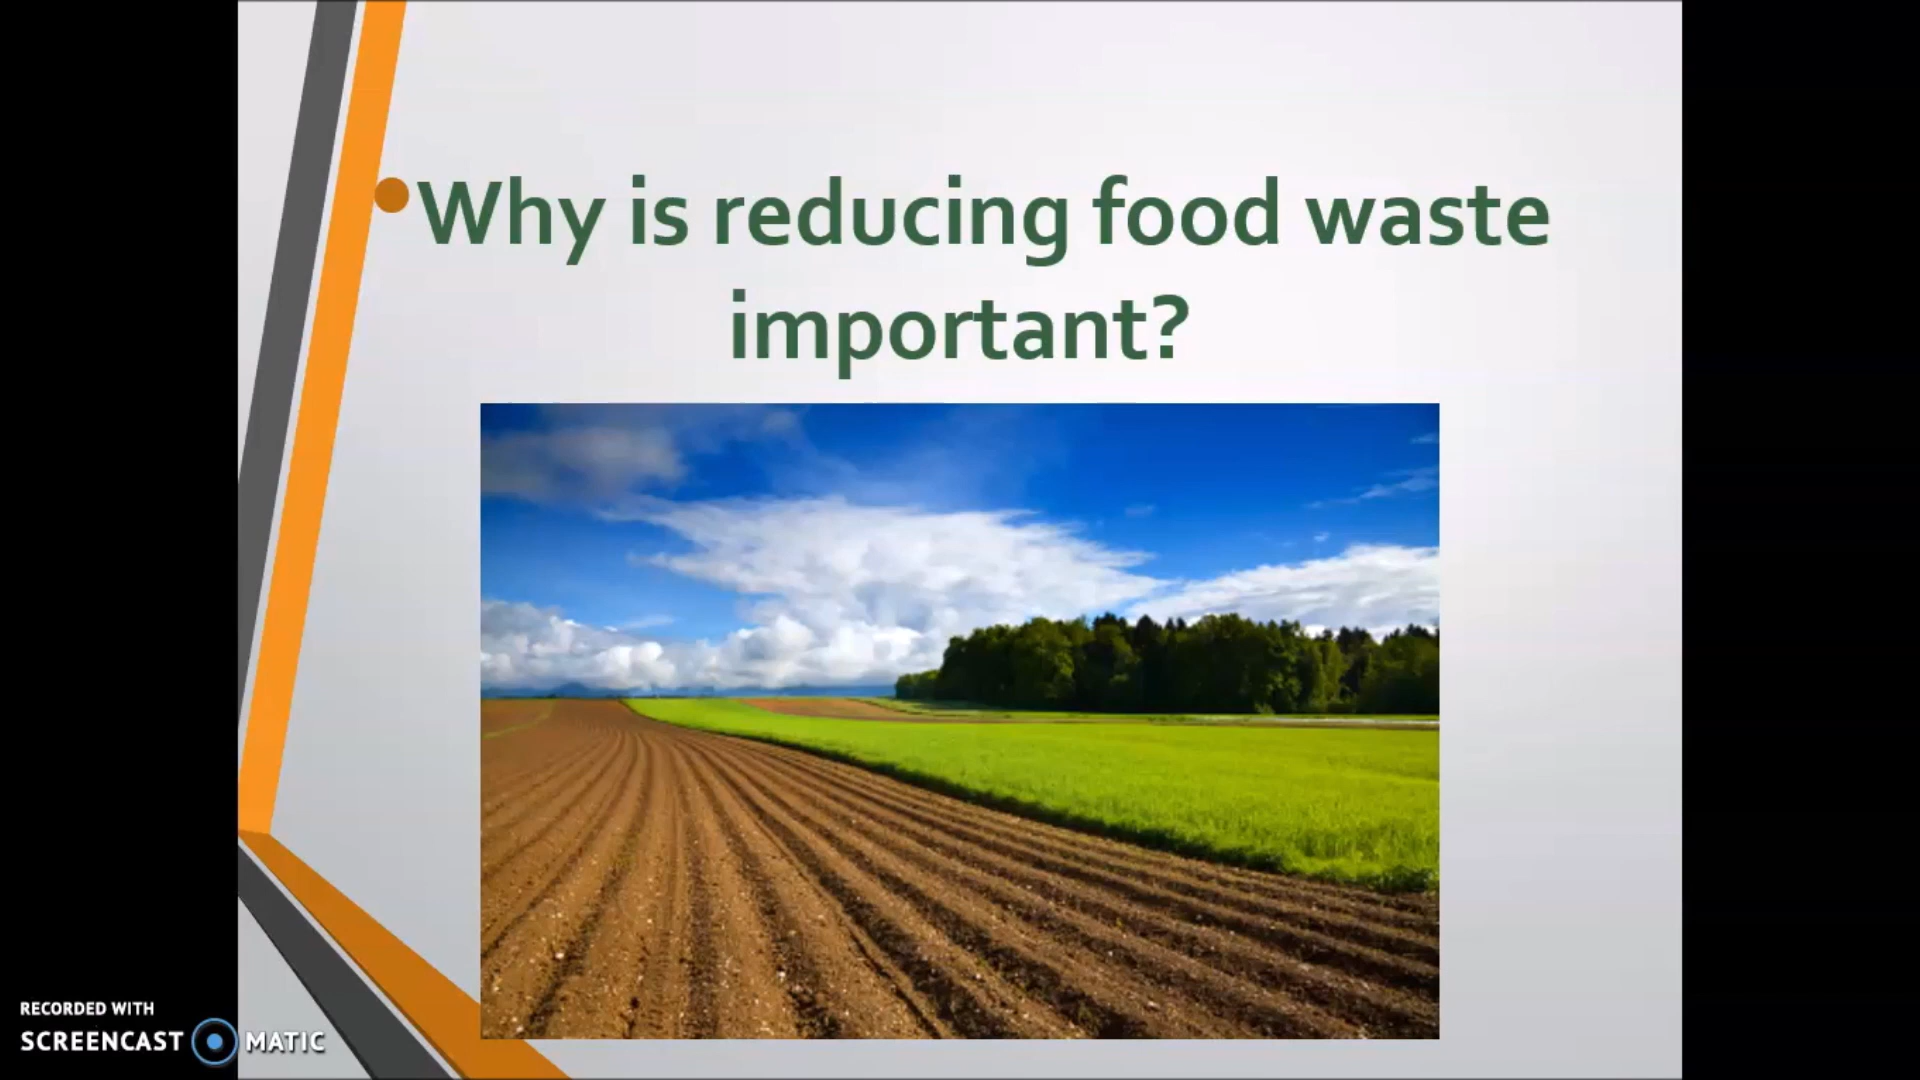 Why is reducing food waste
important?
RECORDED WITH
SCREENCAST MATIC